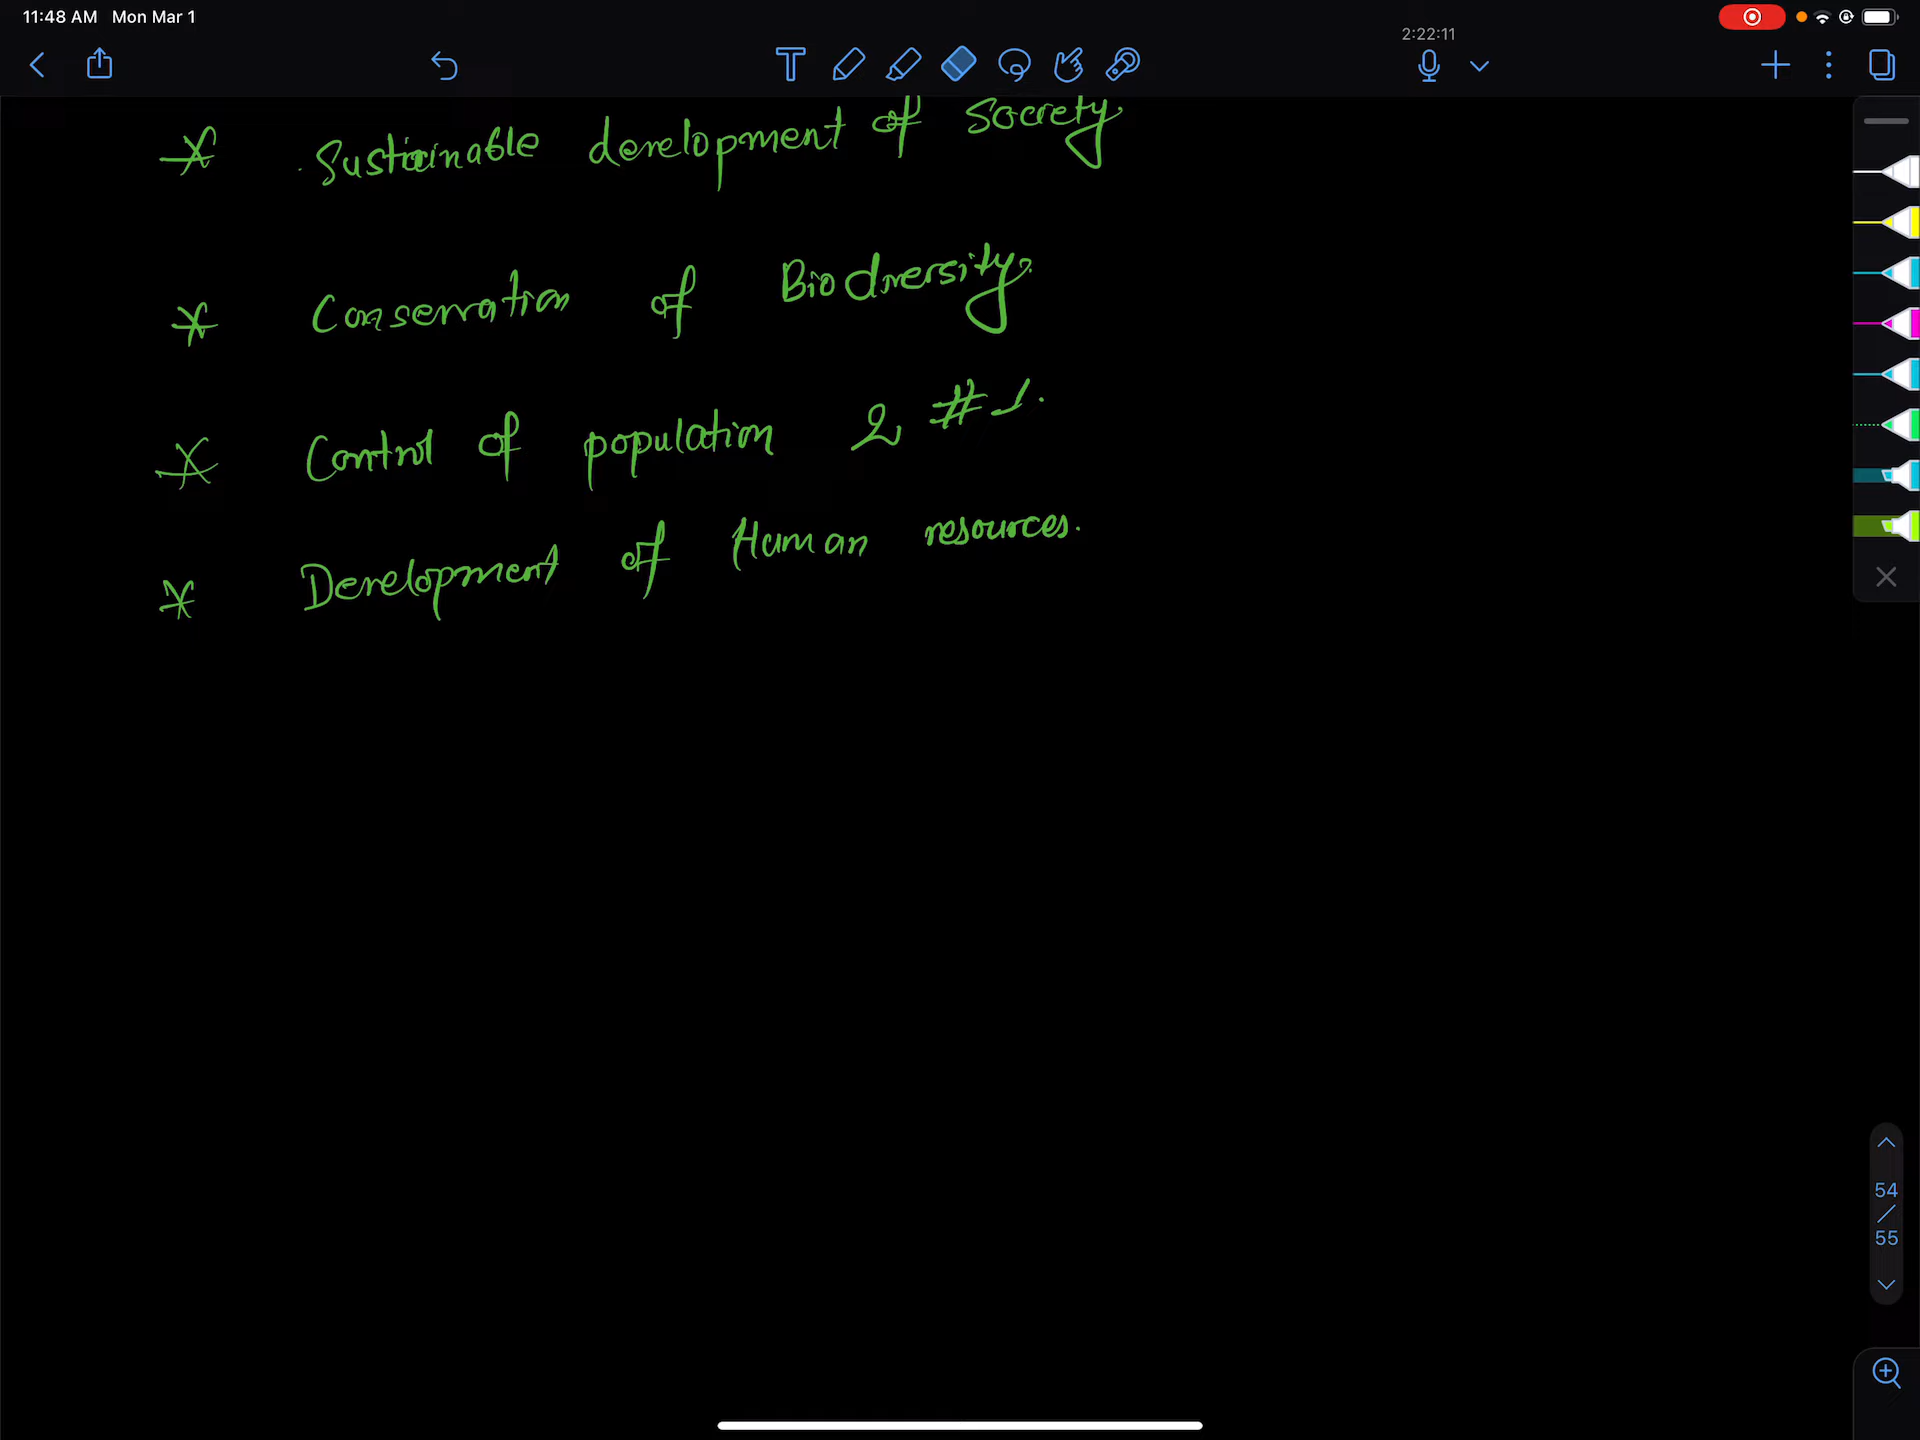 11:48 AM Mon Mar 1
2:22:11
* Sustainable development of Society.
* Conservation of Biodiversity.
* Control of population & #1.
* Development of Human resources.
54
/
55